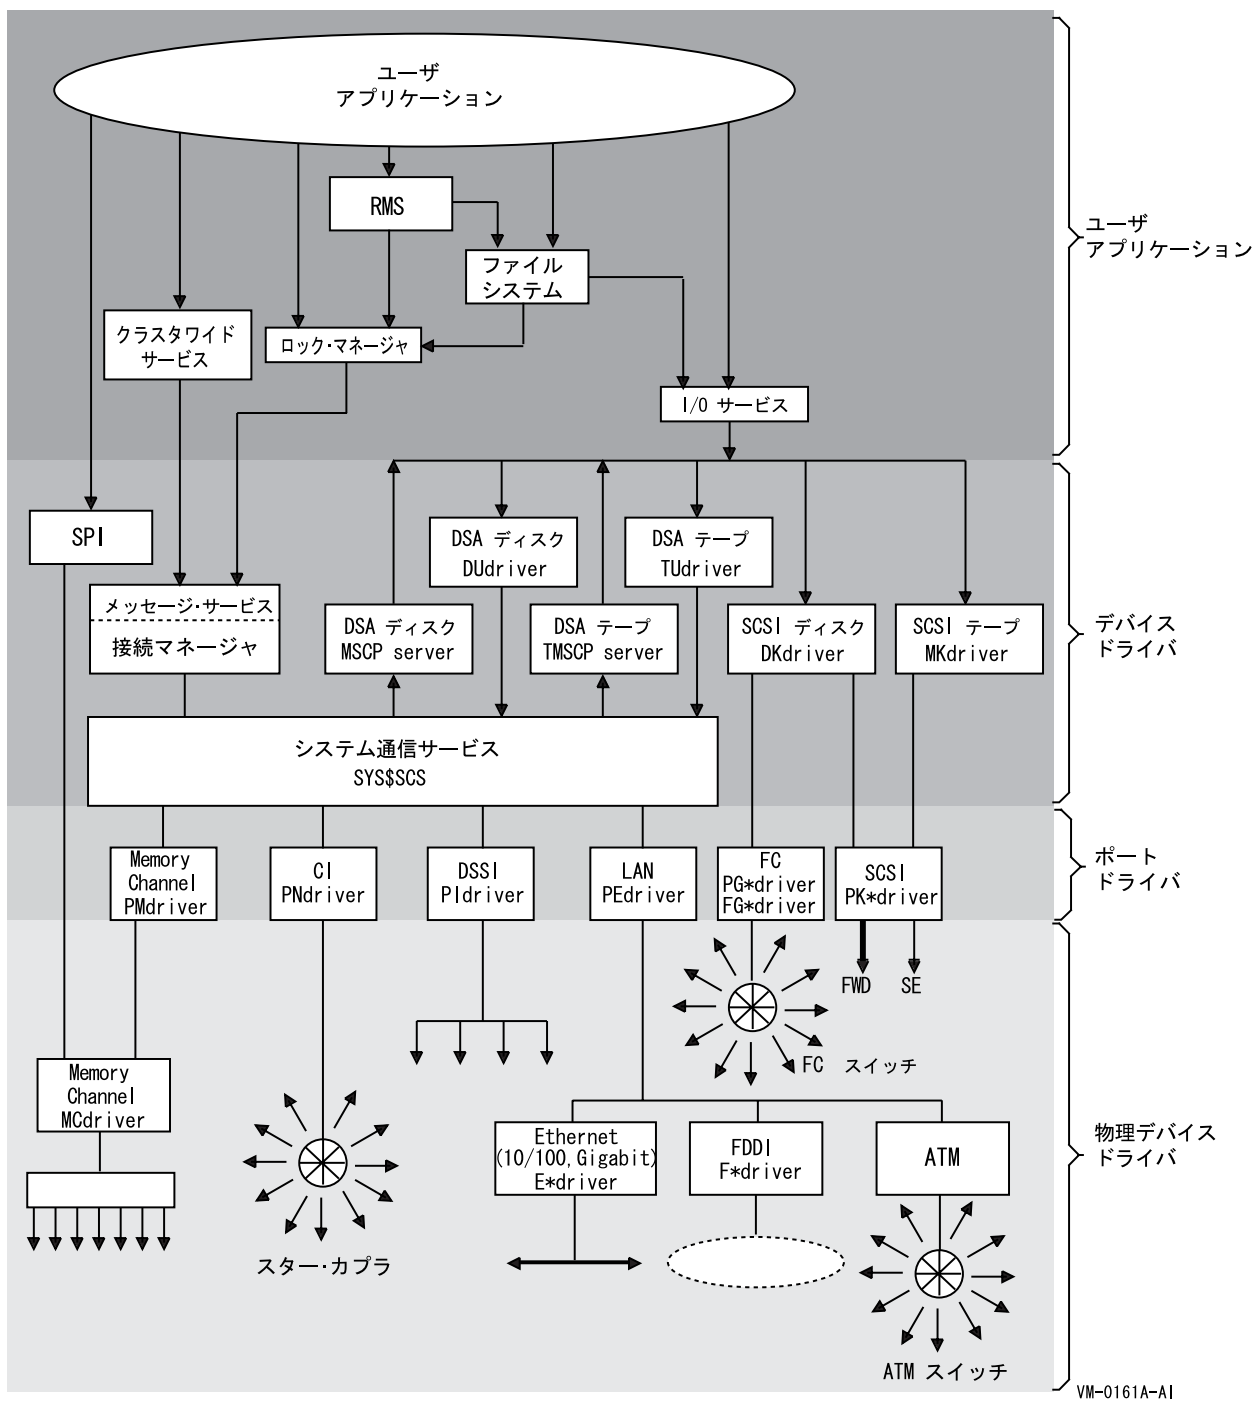 ユーザ
アプリケーション
RMS
ファイル
システム
ユーザ
アプリケーション
クラスタワイド
サービス
ロック・マネージャ
I/O サービス
SPI
DSA ディスク
DUdriver
DSA テープ
TUdriver
メッセージ・サービス
接続マネージャ
DSA ディスク
MSCP server
DSA テープ
TMSCP server
SCSI ディスク
DKdriver
SCSI テープ
MKdriver
デバイス
ドライバ
システム通信サービス
SYS$SCS
Memory
Channel
PMdriver
CI
PNdriver
DSSI
PIdriver
LAN
PEdriver
FC
PG*driver
FG*driver
SCSI
PK*driver
ポート
ドライバ
FWD
SE
FC スイッチ
Memory
Channel
MCdriver
Ethernet
(10/100,Gigabit)
E*driver
FDDI
F*driver
ATM
物理デバイス
ドライバ
スター・カプラ
ATM スイッチ
VM-0161A-AI